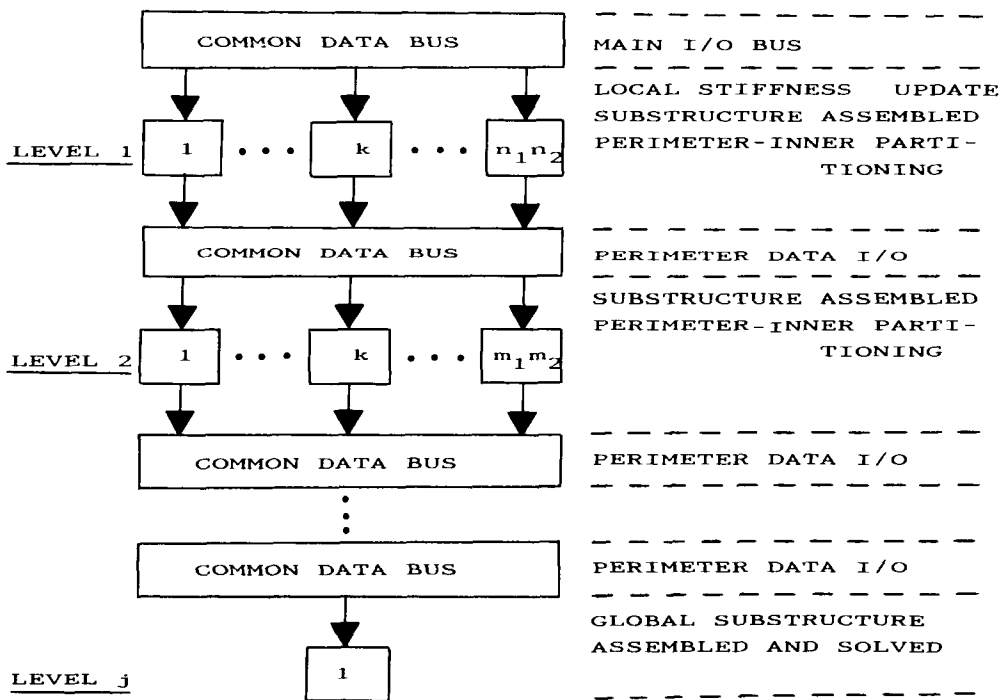 COMMON DATA BUS
MAIN I/O BUS
LOCAL STIFFNESS UPDATE
SUBSTRUCTURE ASSEMBLED
PERIMETER-INNER PARTI-
TIONING
LEVEL 1
1 • • • k • • • n₁n₂
COMMON DATA BUS
PERIMETER DATA I/O
SUBSTRUCTURE ASSEMBLED
PERIMETER-INNER PARTI-
TIONING
LEVEL 2
1 • • • k • • • m₁m₂
COMMON DATA BUS
PERIMETER DATA I/O
COMMON DATA BUS
PERIMETER DATA I/O
GLOBAL SUBSTRUCTURE
ASSEMBLED AND SOLVED
LEVEL j
1